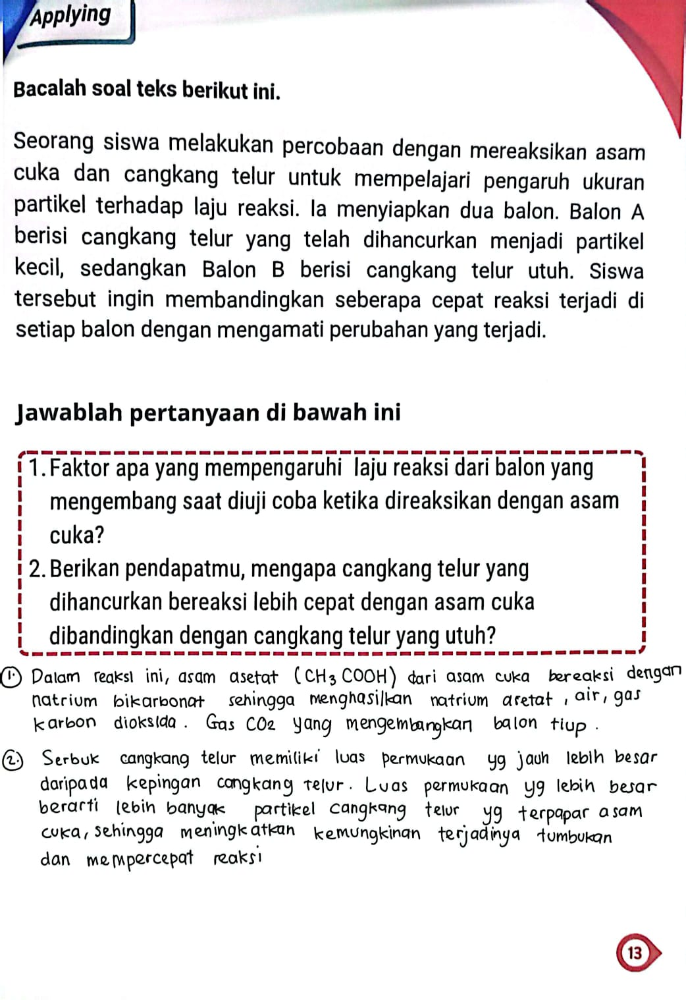 Applying
Bacalah soal teks berikut ini.
Seorang siswa melakukan percobaan dengan mereaksikan asam
cuka dan cangkang telur untuk mempelajari pengaruh ukuran
partikel terhadap laju reaksi. Ia menyiapkan dua balon. Balon A
berisi cangkang telur yang telah dihancurkan menjadi partikel
kecil, sedangkan Balon B berisi cangkang telur utuh. Siswa
tersebut ingin membandingkan seberapa cepat reaksi terjadi di
setiap balon dengan mengamati perubahan yang terjadi.
Jawablah pertanyaan di bawah ini
1. Faktor apa yang mempengaruhi laju reaksi dari balon yang
mengembang saat diuji coba ketika direaksikan dengan asam
cuka?
2. Berikan pendapatmu, mengapa cangkang telur yang
dihancurkan bereaksi lebih cepat dengan asam cuka
dibandingkan dengan cangkang telur yang utuh?
1. Dalam reaksi ini, asam asetat (CH3COOH) dari asam cuka bereaksi dengan
natrium bikarbonat sehingga menghasilkan natrium asetat, air, gas
karbon dioksida. Gas CO2 yang mengembangkan balon tiup.
2. Serbuk cangkang telur memiliki luas permukaan yg jauh lebih besar
daripada kepingan cangkang telur. Luas permukaan yg lebih besar
berarti lebih banyak partikel cangkang telur yg terpapar asam
cuka, sehingga meningkatkan kemungkinan terjadinya tumbukan
dan mempercepat reaksi
13